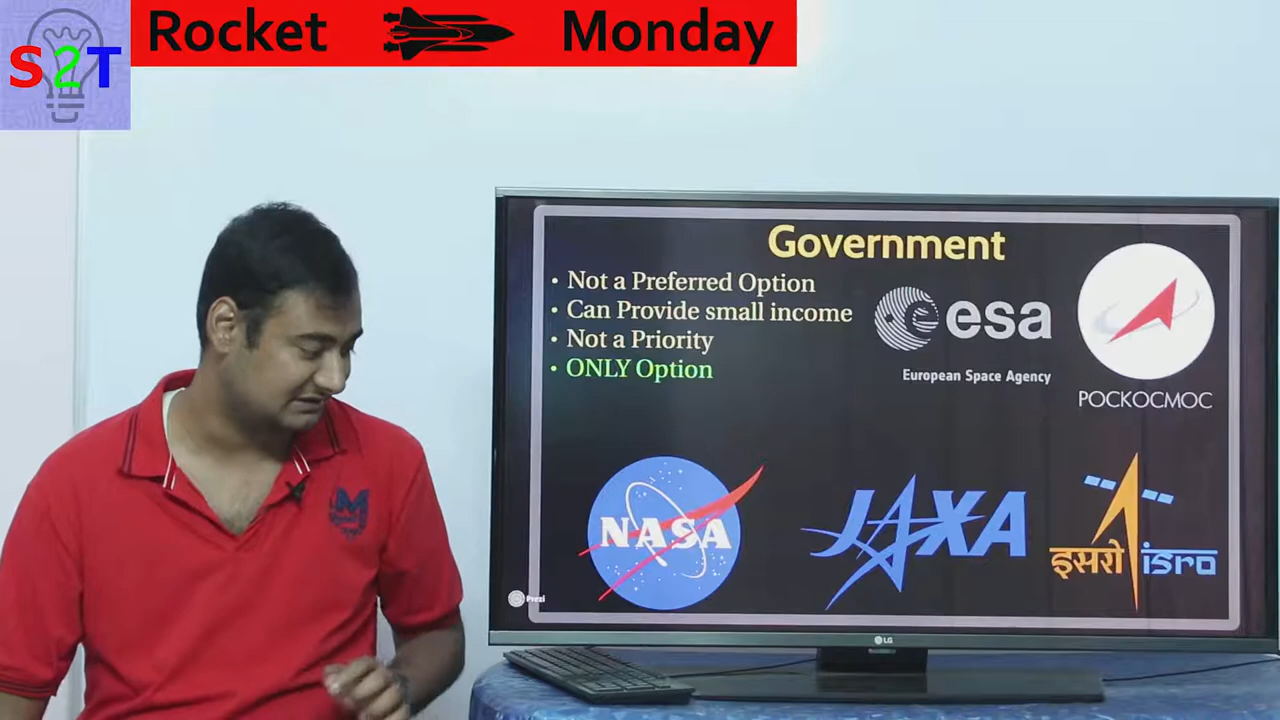 Rocket Monday
S2T
Government
• Not a Preferred Option
• Can Provide small income
• Not a Priority
• ONLY Option
esa
European Space Agency
РОСКОСМОС
NASA
JAXA
इसरो isro
Prezi
LG
M